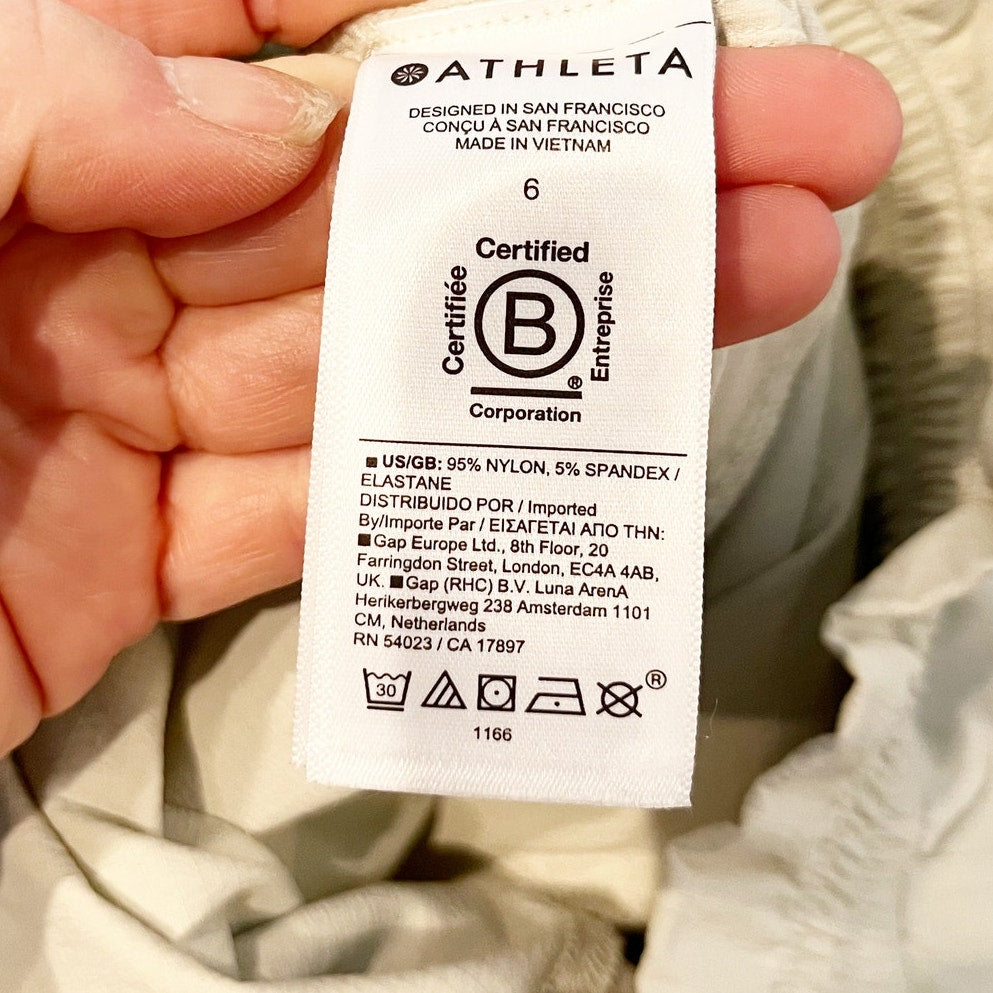 ATHLETA
DESIGNED IN SAN FRANCISCO
CONÇU À SAN FRANCISCO
MADE IN VIETNAM
6
Certified
Certifiée
B
Entreprise
®
Corporation
US/GB: 95% NYLON, 5% SPANDEX /
ELASTANE
DISTRIBUIDO POR / Imported
By/Importe Par / ΕΙΣΑΓΕΤΑΙ ΑΠΟ ΤΗΝ:
Gap Europe Ltd., 8th Floor, 20
Farringdon Street, London, EC4A 4AB,
UK. Gap (RHC) B.V. Luna ArenA
Herikerbergweg 238 Amsterdam 1101
CM, Netherlands
RN 54023 / CA 17897
30 ®
1166